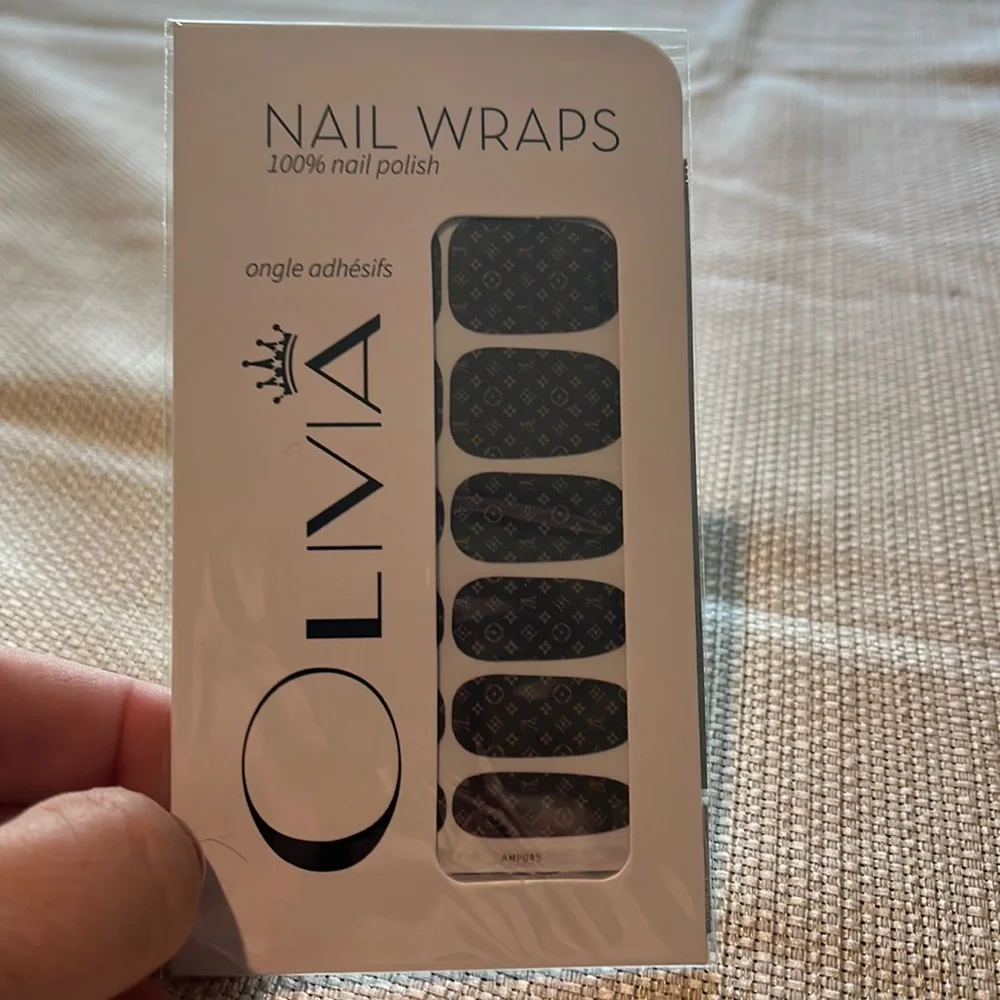 NAIL WRAPS
100% nail polish
ongle adhésifs
OLIVIA